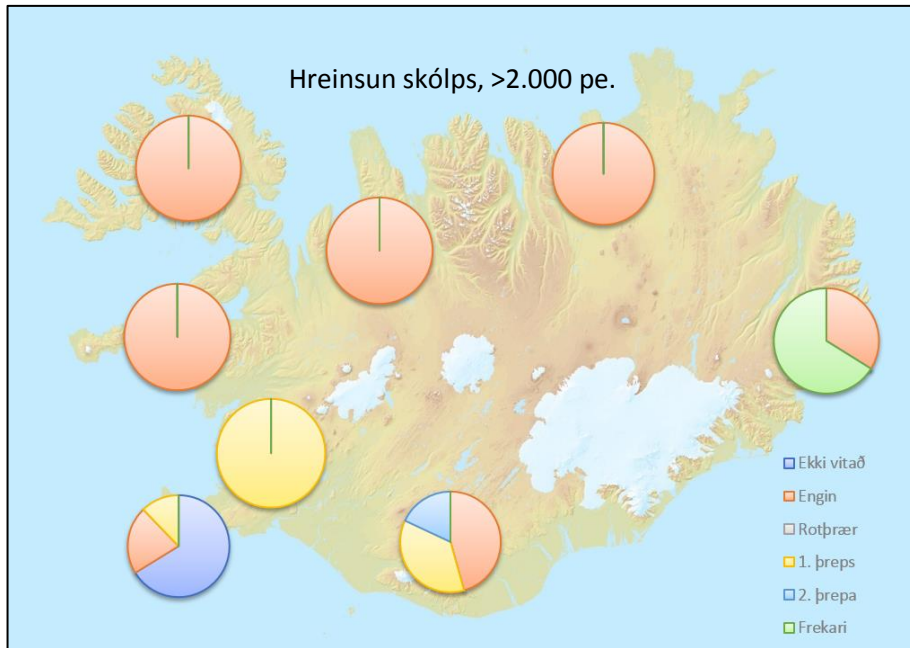 Hreinsun skólps, >2.000 pe.
Ekki vitað
Engin
Rotþrær
1. þreps
2. þrepa
Frekari